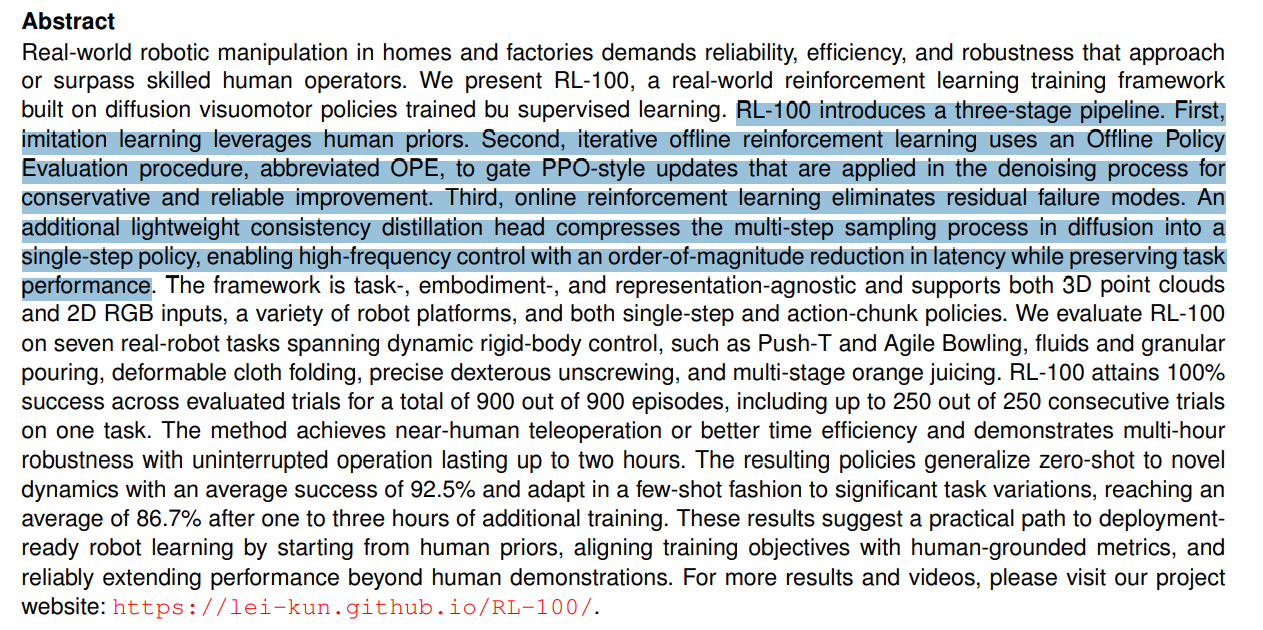 Abstract
Real-world robotic manipulation in homes and factories demands reliability, efficiency, and robustness that approach
or surpass skilled human operators. We present RL-100, a real-world reinforcement learning training framework
built on diffusion visuomotor policies trained bu supervised learning. RL-100 introduces a three-stage pipeline. First,
imitation learning leverages human priors. Second, iterative offline reinforcement learning uses an Offline Policy
Evaluation procedure, abbreviated OPE, to gate PPO-style updates that are applied in the denoising process for
conservative and reliable improvement. Third, online reinforcement learning eliminates residual failure modes. An
additional lightweight consistency distillation head compresses the multi-step sampling process in diffusion into a
single-step policy, enabling high-frequency control with an order-of-magnitude reduction in latency while preserving task
performance. The framework is task-, embodiment-, and representation-agnostic and supports both 3D point clouds
and 2D RGB inputs, a variety of robot platforms, and both single-step and action-chunk policies. We evaluate RL-100
on seven real-robot tasks spanning dynamic rigid-body control, such as Push-T and Agile Bowling, fluids and granular
pouring, deformable cloth folding, precise dexterous unscrewing, and multi-stage orange juicing. RL-100 attains 100%
success across evaluated trials for a total of 900 out of 900 episodes, including up to 250 out of 250 consecutive trials
on one task. The method achieves near-human teleoperation or better time efficiency and demonstrates multi-hour
robustness with uninterrupted operation lasting up to two hours. The resulting policies generalize zero-shot to novel
dynamics with an average success of 92.5% and adapt in a few-shot fashion to significant task variations, reaching an
average of 86.7% after one to three hours of additional training. These results suggest a practical path to deployment-
ready robot learning by starting from human priors, aligning training objectives with human-grounded metrics, and
reliably extending performance beyond human demonstrations. For more results and videos, please visit our project
website: https://lei-kun.github.io/RL-100/.